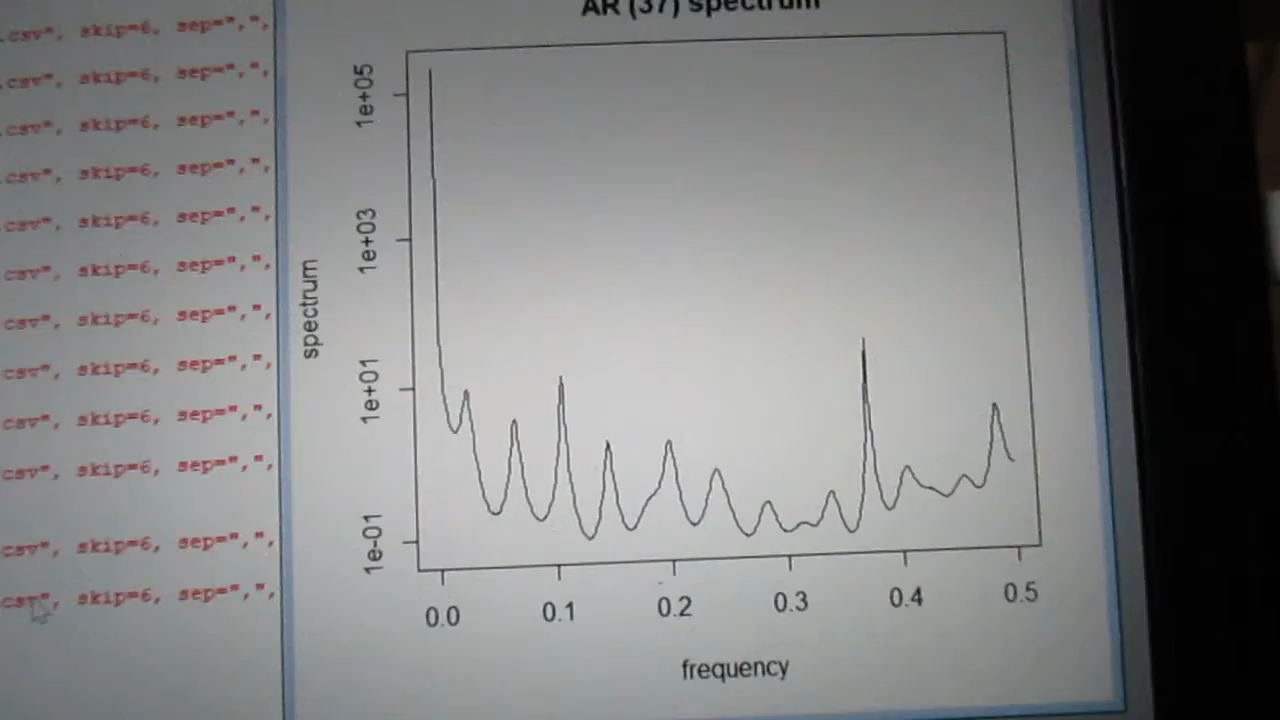 .csv", skip=6, sep=",",
.csv", skip=6, sep=",",
.csv", skip=6, sep=",",
.csv", skip=6, sep=",",
csv", skip=6, sep=",",
csv", skip=6, sep=",",
csv", skip=6, sep=",",
csv", skip=6, sep=",",
csv", skip=6, sep=",",
csv", skip=6, sep=",",
csv", skip=6, sep=",",
csv", skip=6, sep=",",
AR (37) spectrum
spectrum
1e+05
1e+03
1e+01
1e-01
0.0 0.1 0.2 0.3 0.4 0.5
frequency